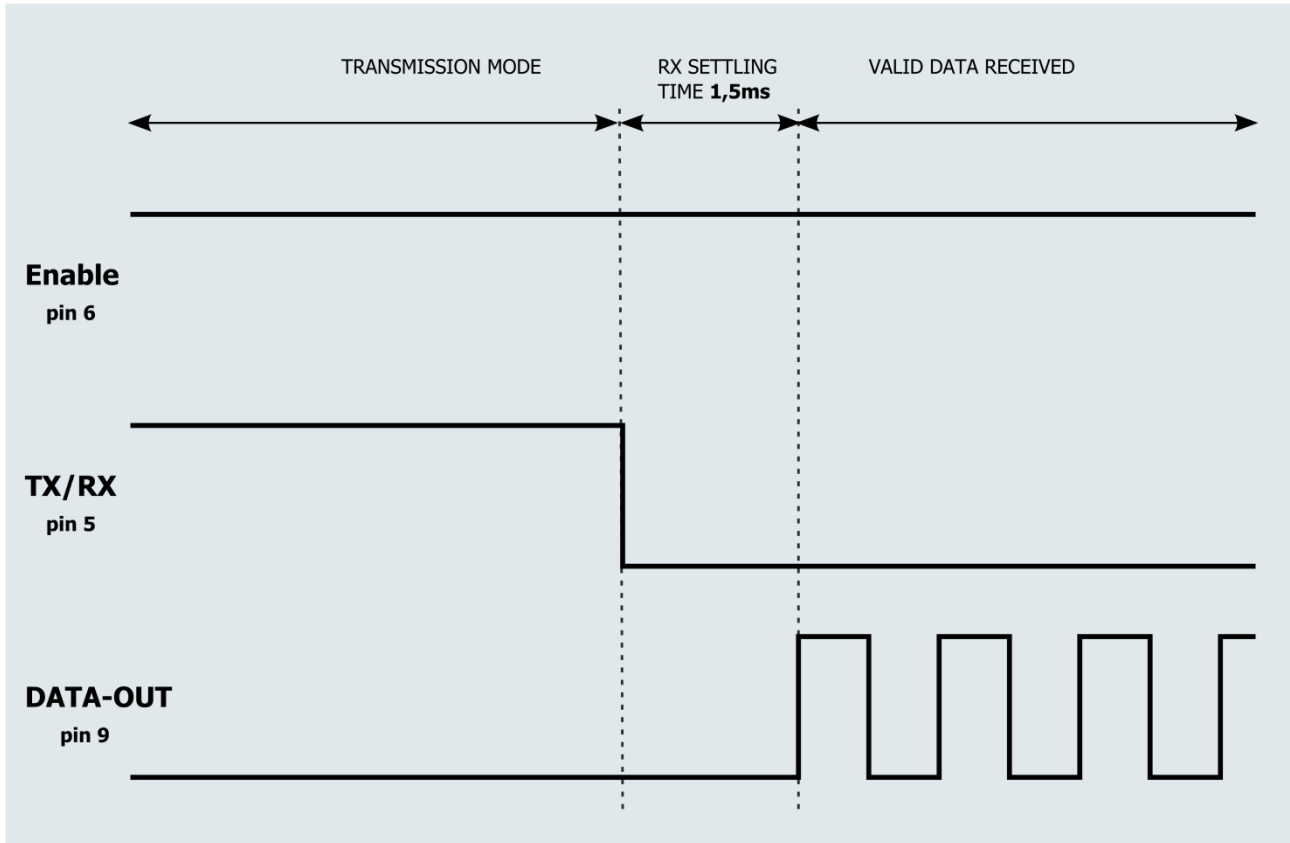 TRANSMISSION MODE
RX SETTLING
TIME 1,5ms
VALID DATA RECEIVED
Enable
pin 6
TX/RX
pin 5
DATA-OUT
pin 9